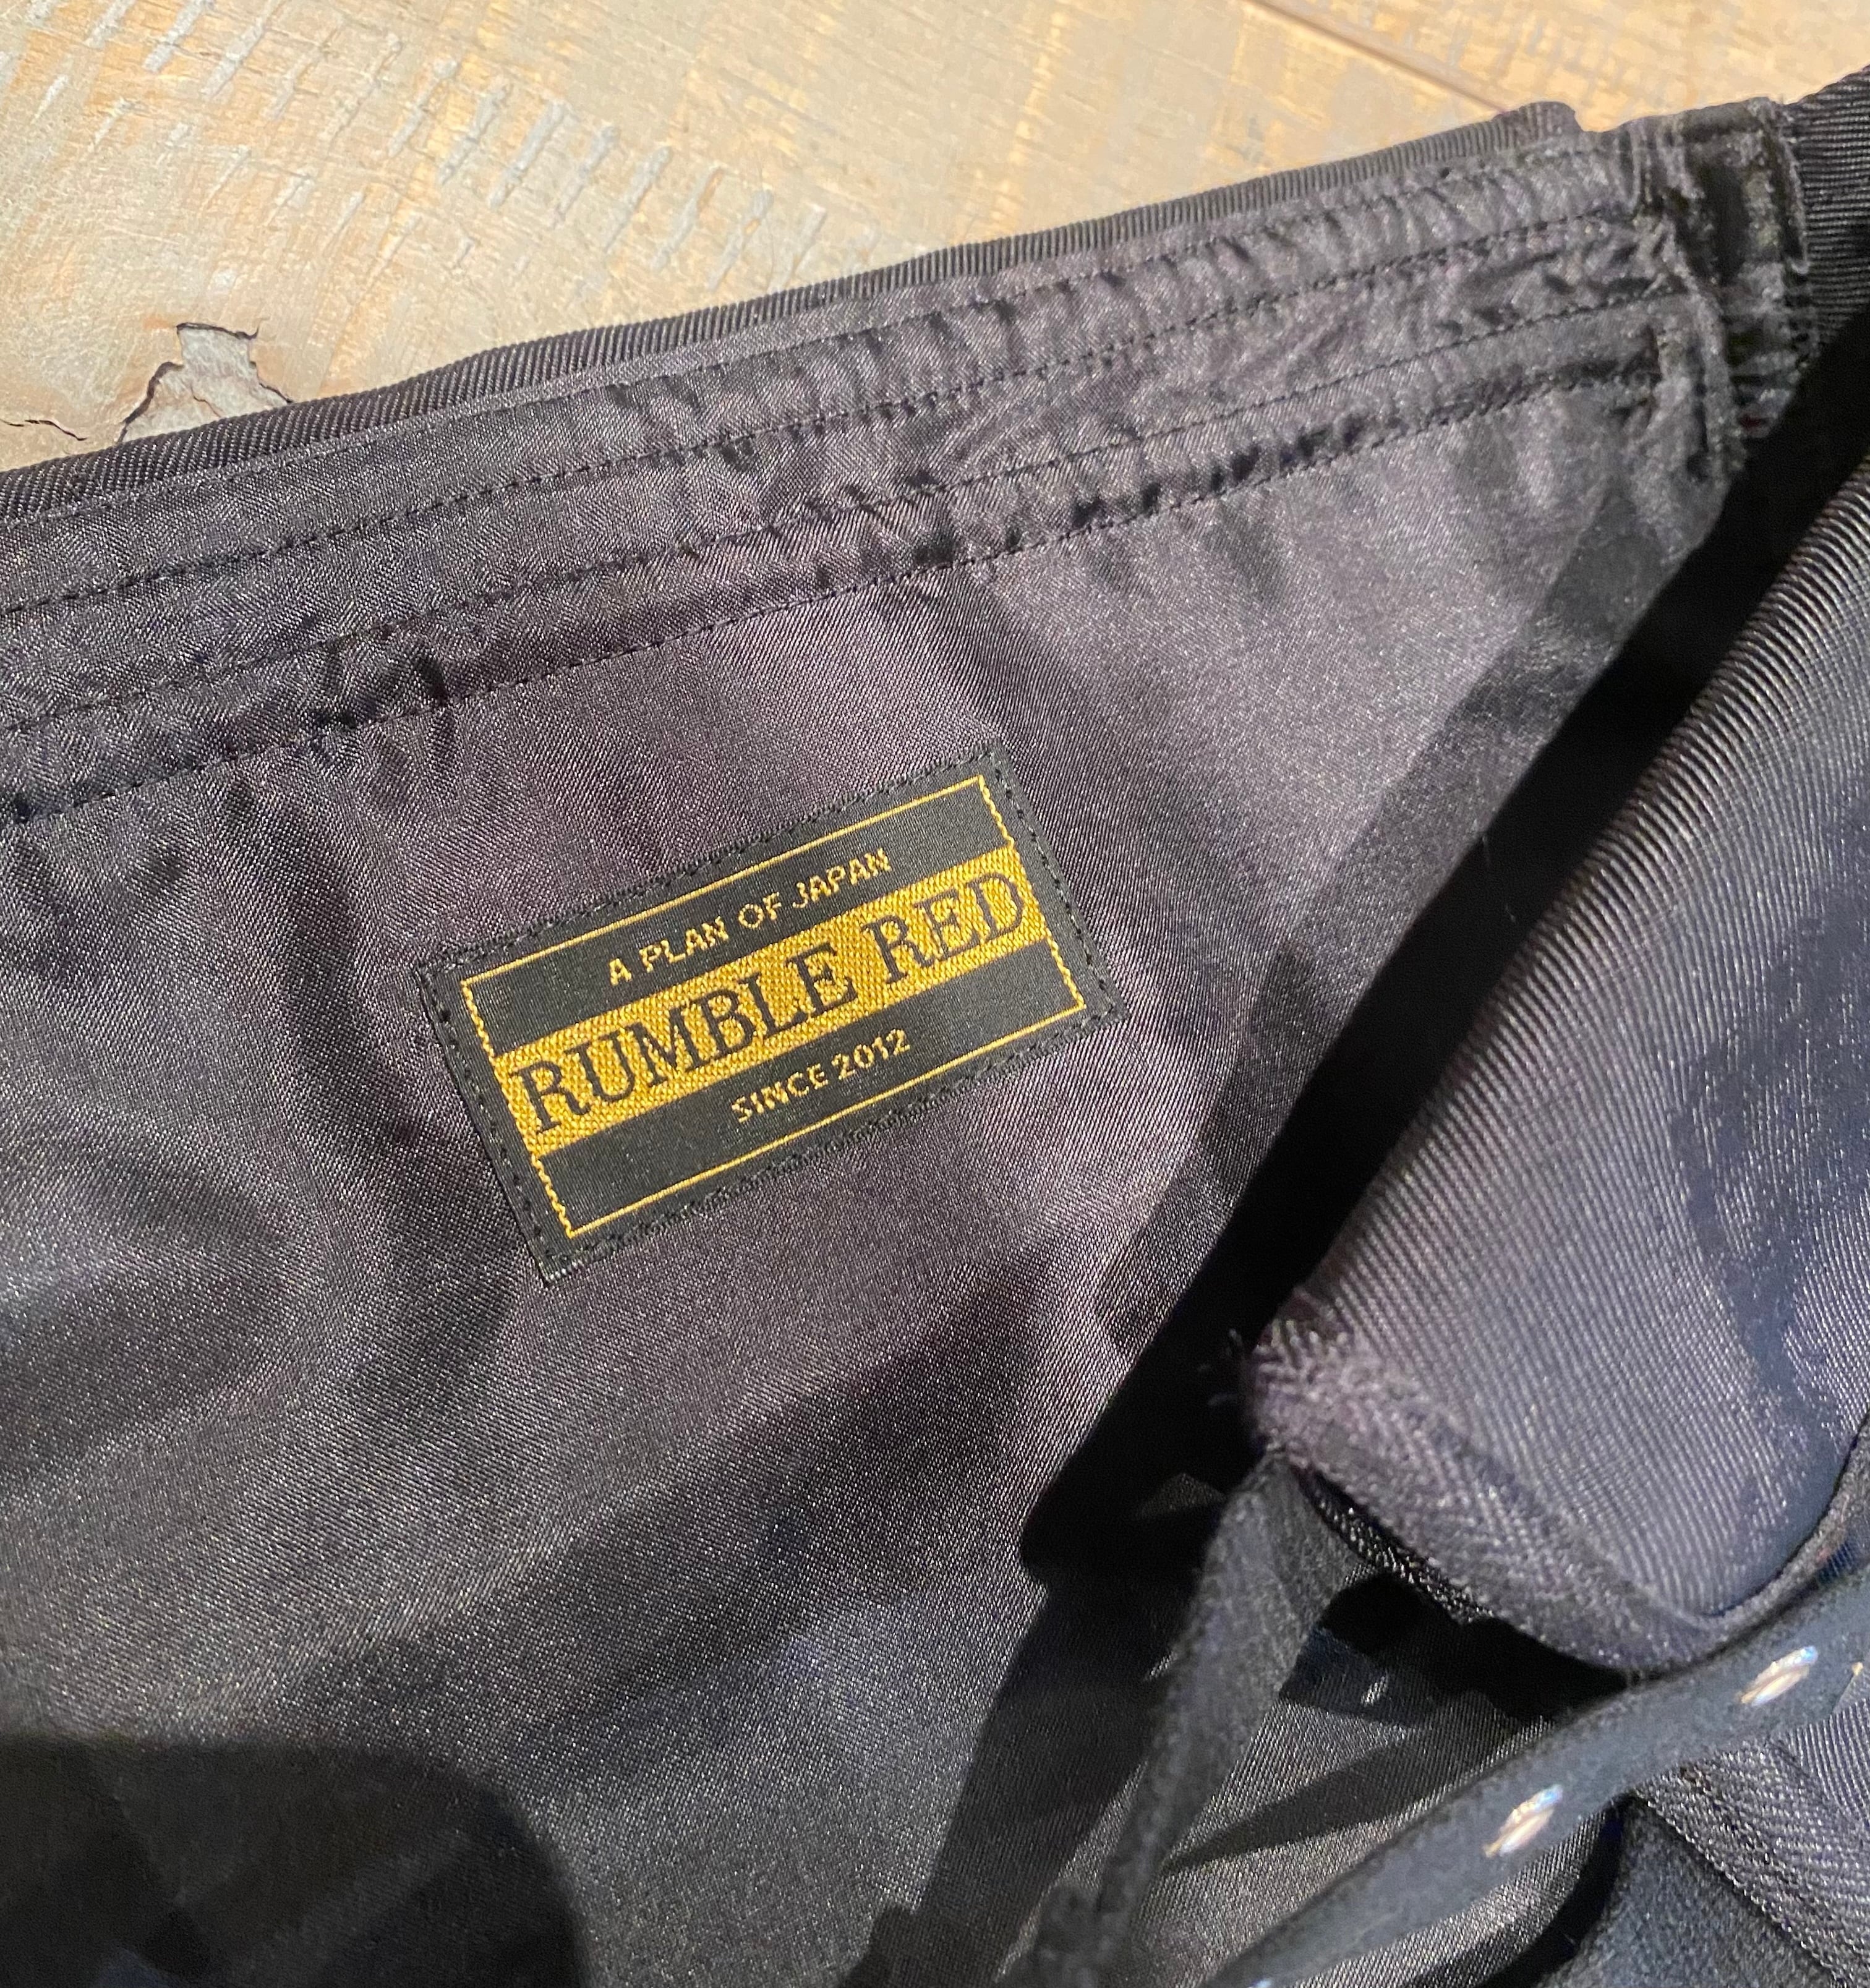 A PLAN OF JAPAN
RUMBLE RED
SINCE 2012